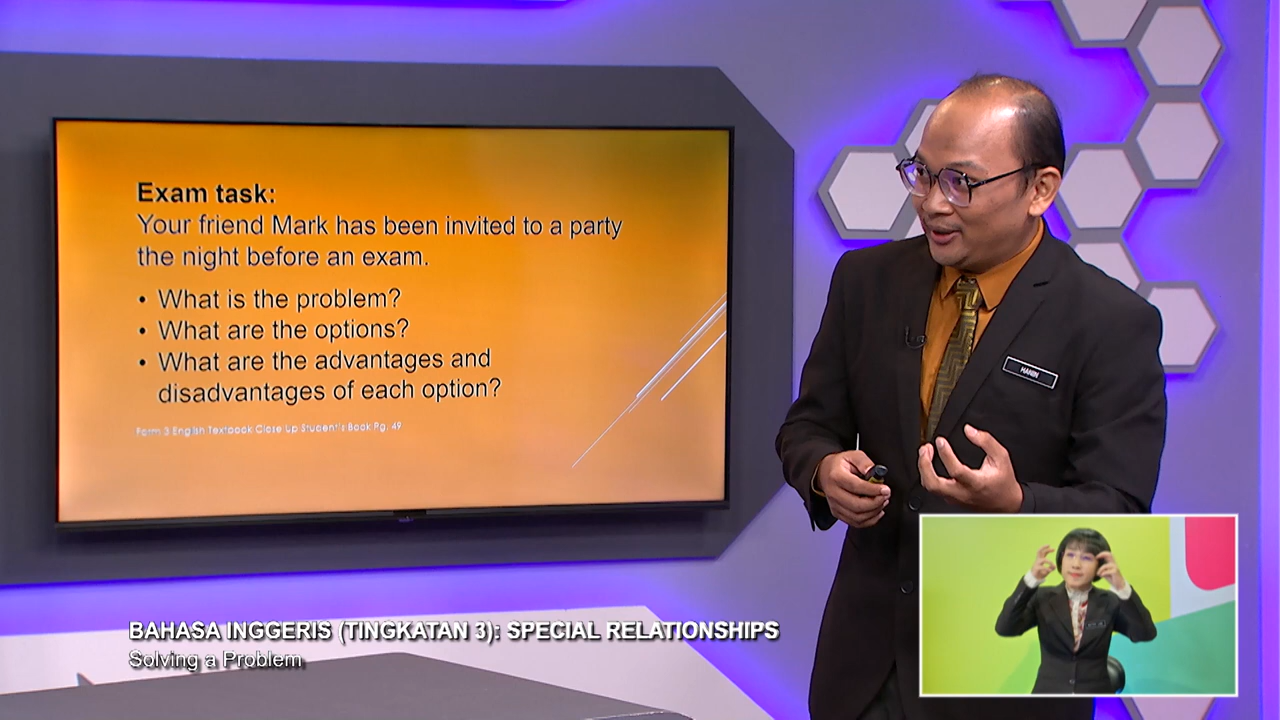 Exam task:
Your friend Mark has been invited to a party
the night before an exam.
• What is the problem?
• What are the options?
• What are the advantages and
disadvantages of each option?
Form 3 English Textbook Close Up Student's Book Pg. 49
HANIN
BAHASA INGGERIS (TINGKATAN 3): SPECIAL RELATIONSHIPS
Solving a Problem